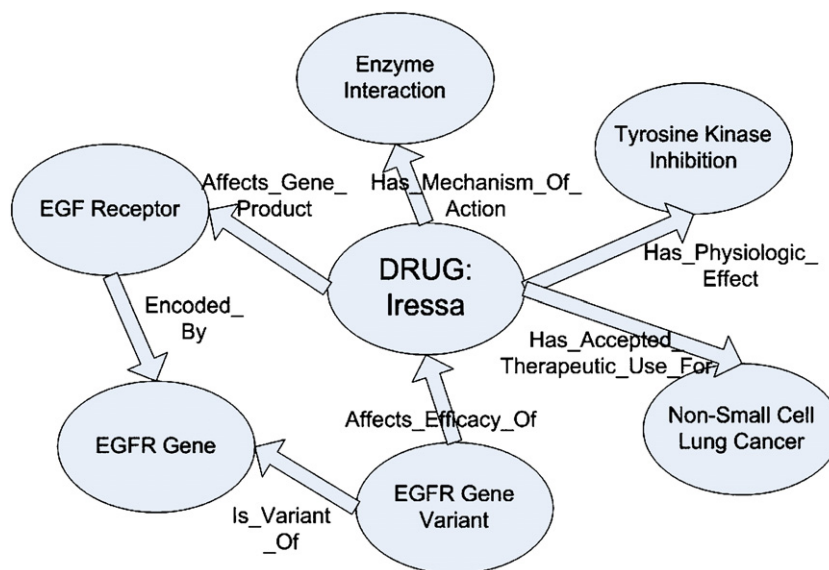 Enzyme
Interaction
Tyrosine Kinase
Inhibition
Affects_Gene_
Product
Has_Mechanism_Of_
Action
EGF Receptor
DRUG:
Iressa
Has_Physiologic_
Effect
Encoded_
By
Has_Accepted_
Therapeutic_Use_For
Affects_Efficacy_Of
Non-Small Cell
Lung Cancer
EGFR Gene
EGFR Gene
Variant
Is_Variant
_Of